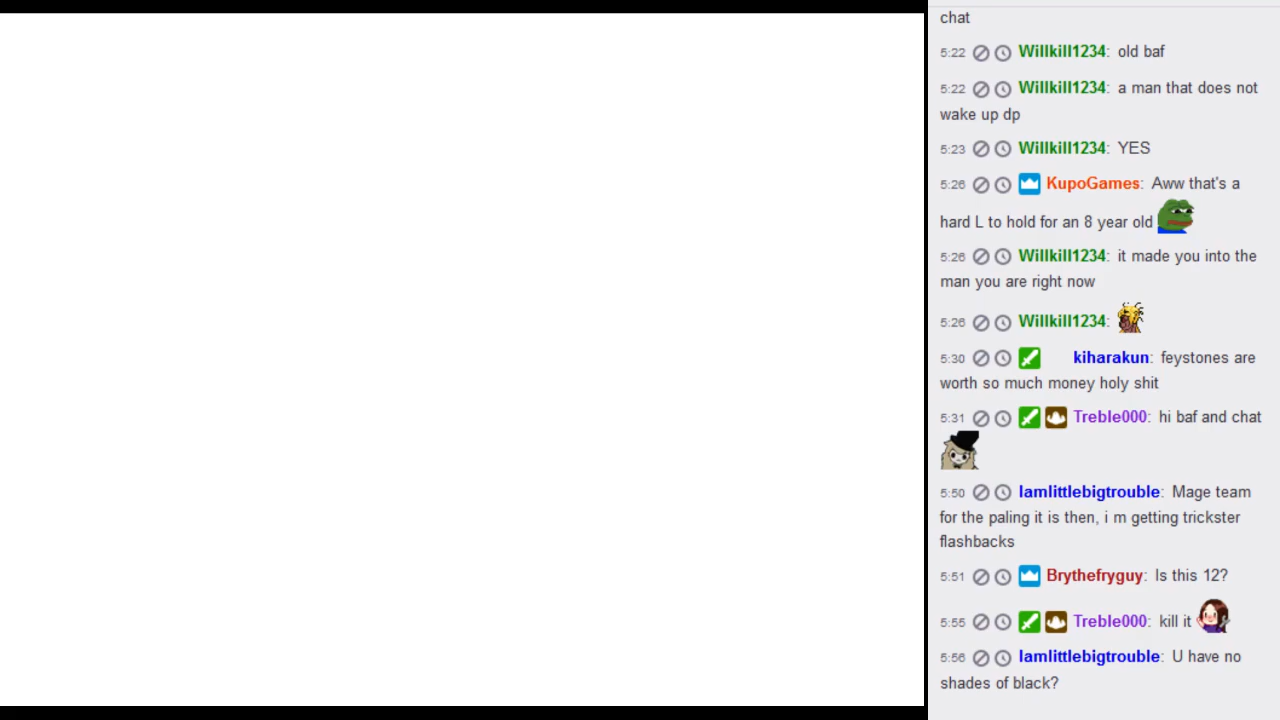 chat
5:22 Willkill1234: old baf
5:22 Willkill1234: a man that does not
wake up dp
5:23 Willkill1234: YES
5:26 KupoGames: Aww that's a
hard L to hold for an 8 year old
5:26 Willkill1234: it made you into the
man you are right now
5:26 Willkill1234:
5:30 kiharakun: feystones are
worth so much money holy shit
5:31 Treble000: hi baf and chat
5:50 Iamlittlebigtrouble: Mage team
for the paling it is then, i m getting trickster
flashbacks
5:51 Brythefryguy: Is this 12?
5:55 Treble000: kill it
5:56 Iamlittlebigtrouble: U have no
shades of black?